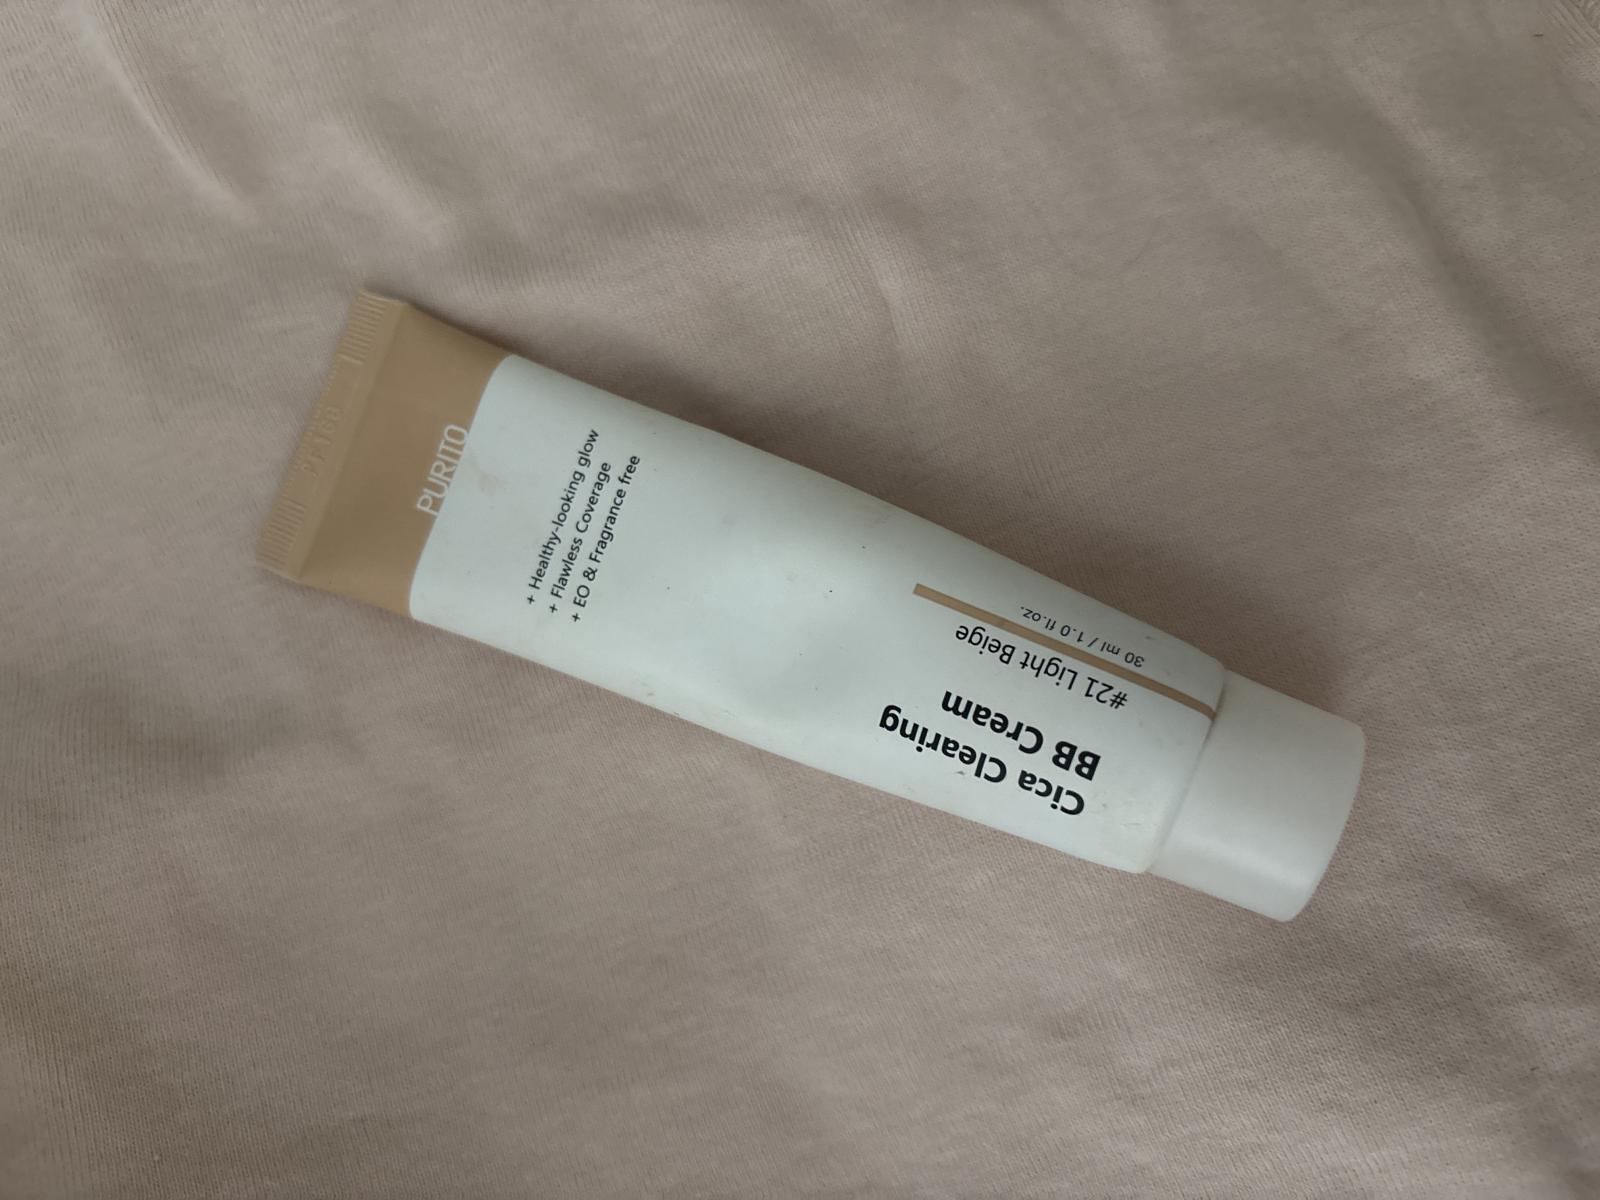 PURITO
+ Healthy-looking glow
+ Flawless Coverage
+ EO & Fragrance free
Cica Clearing
BB Cream
#21 Light Beige
30 ml / 1.0 fl.oz.